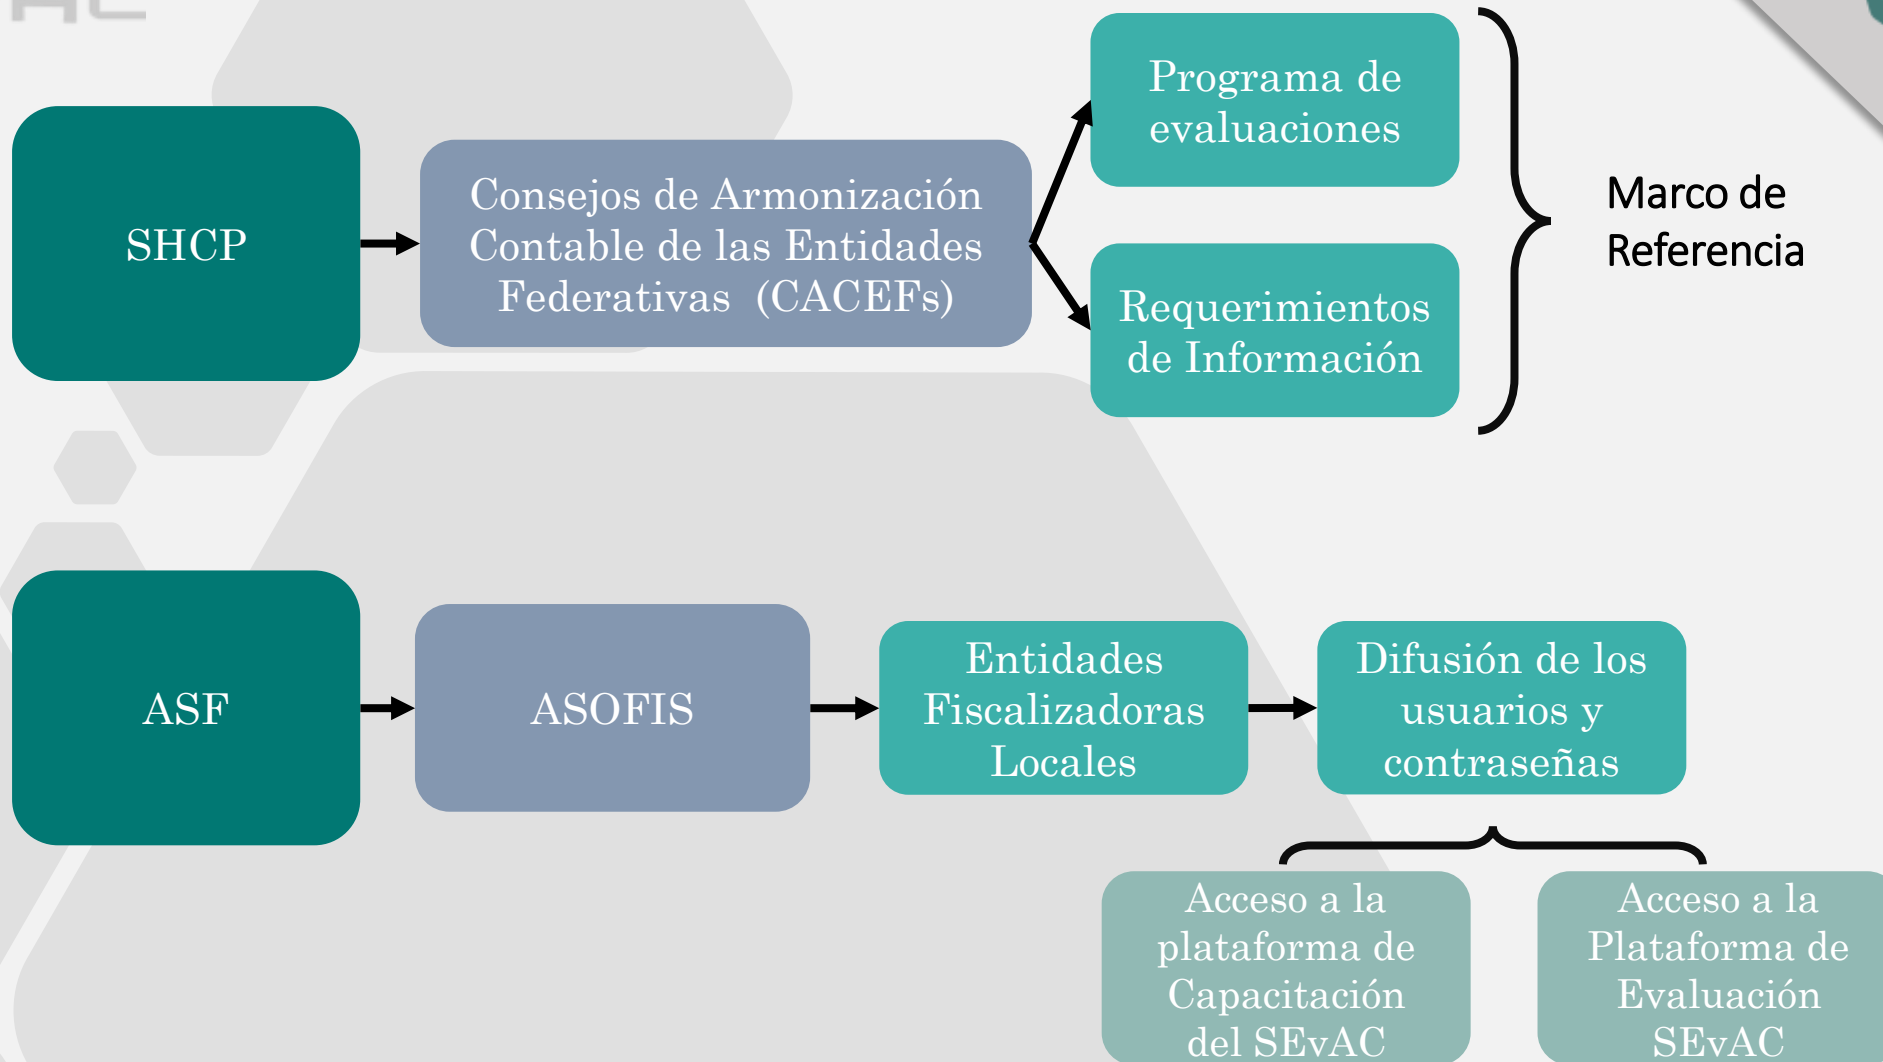 SHCP
Consejos de Armonización
Contable de las Entidades
Federativas (CACEFs)
Programa de
evaluaciones
Requerimientos
de Información
Marco de
Referencia
ASF
ASOFIS
Entidades
Fiscalizadoras
Locales
Difusión de los
usuarios y
contraseñas
Acceso a la
plataforma de
Capacitación
del SEvAC
Acceso a la
Plataforma de
Evaluación
SEvAC